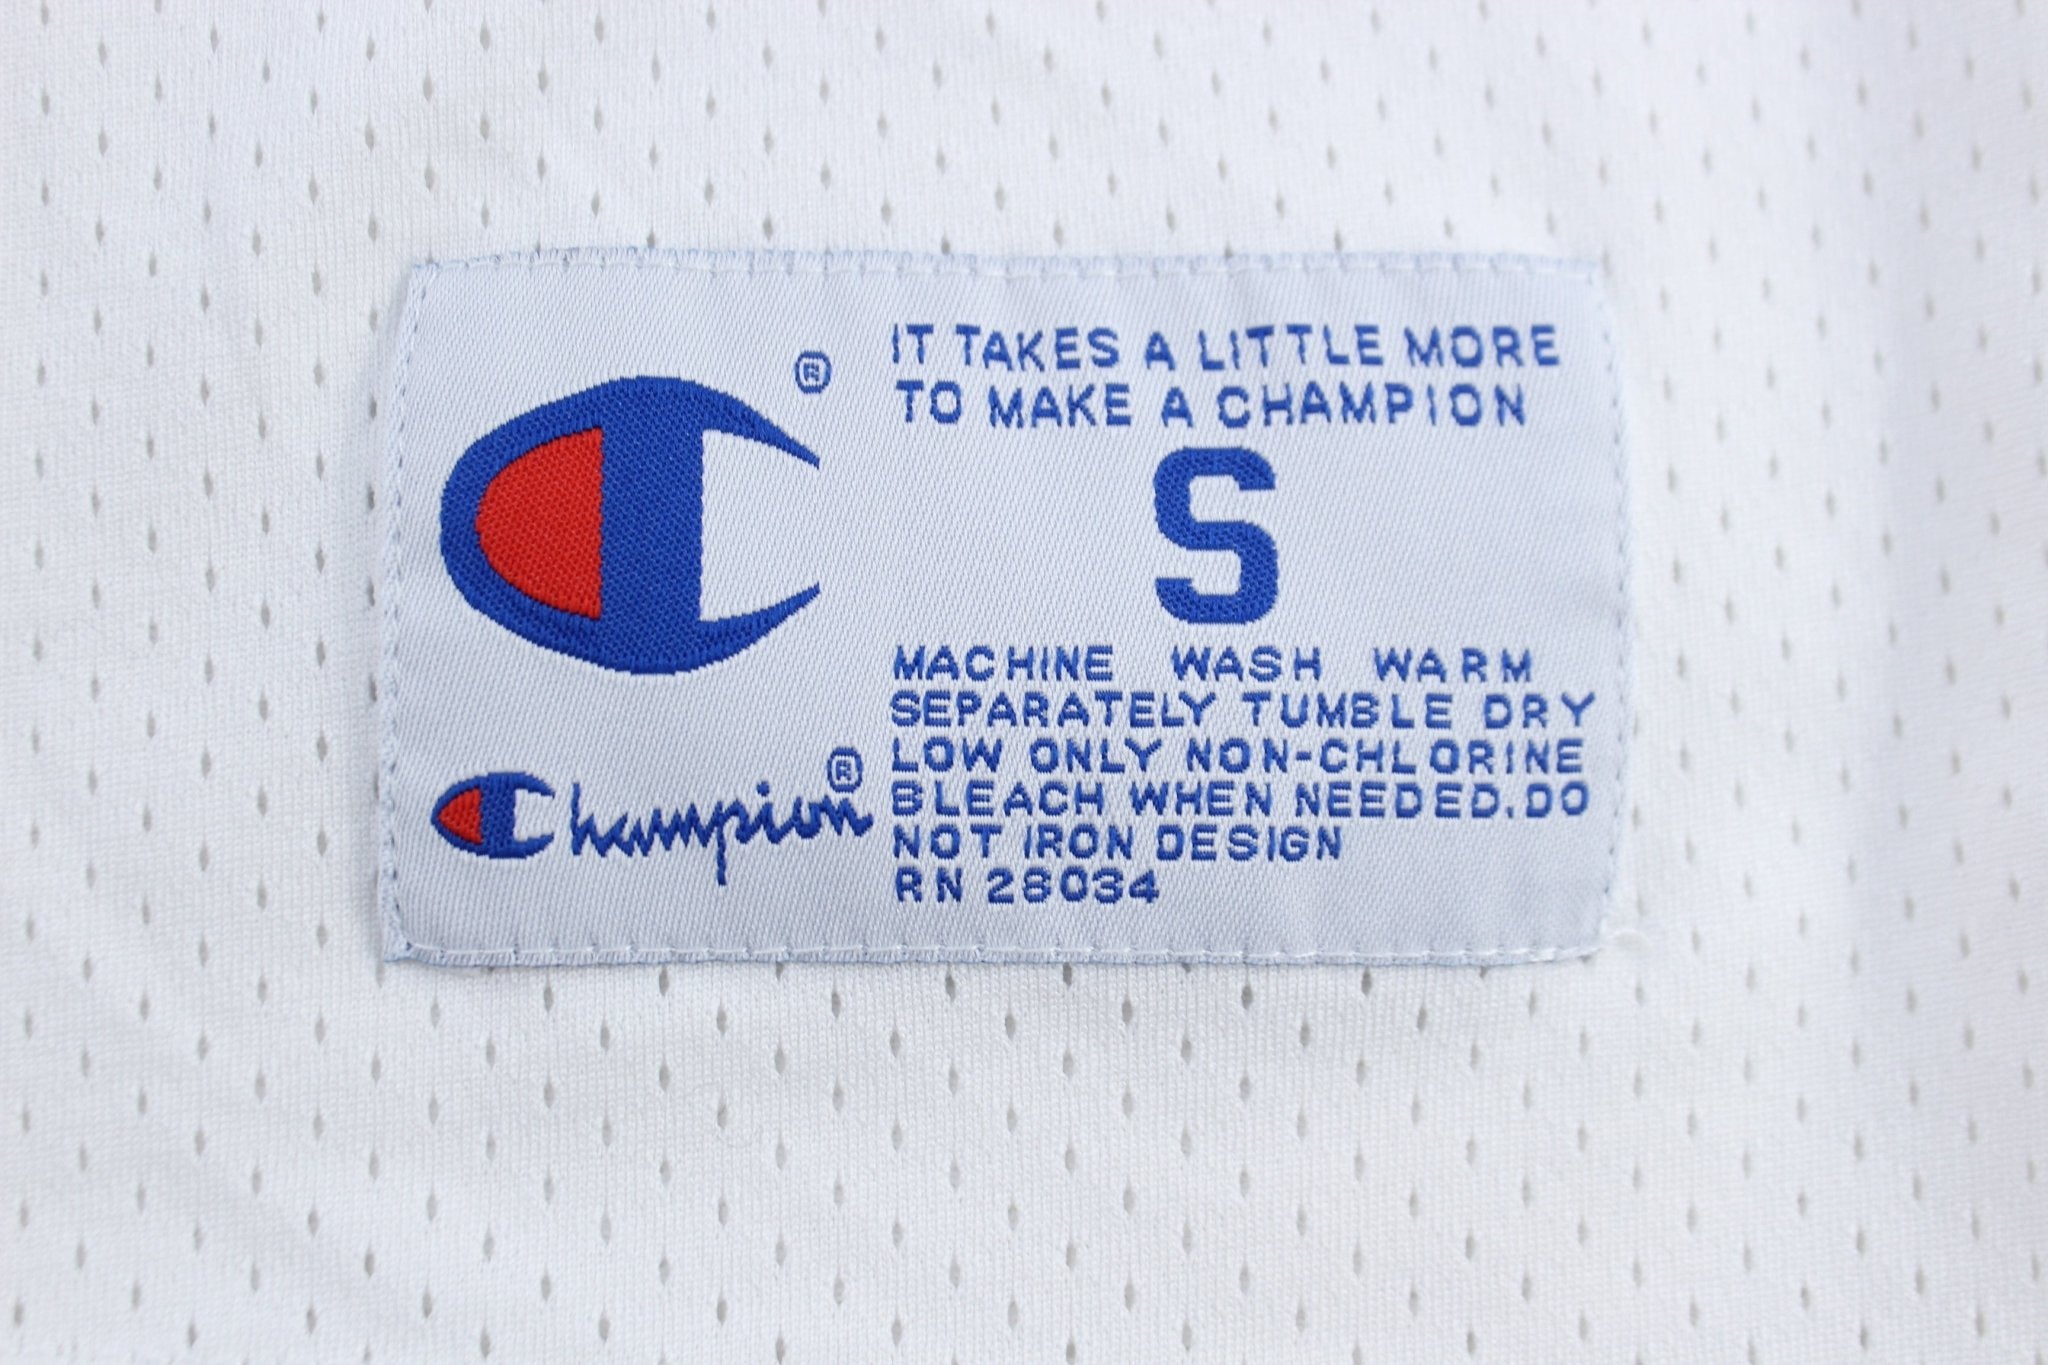 ®
IT TAKES A LITTLE MORE
TO MAKE A CHAMPION
S
MACHINE WASH WARM
SEPARATELY TUMBLE DRY
LOW ONLY NON-CHLORINE
BLEACH WHEN NEEDED.DO
NOT IRON DESIGN
RN 28034
Champion®